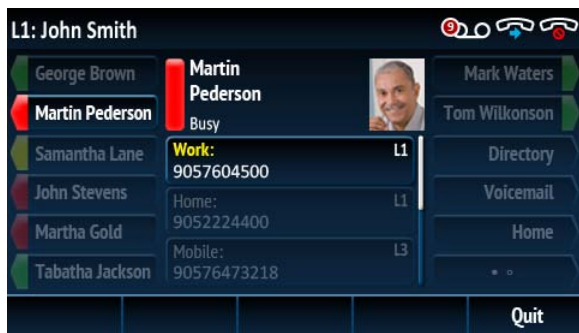 L1: John Smith
9
George Brown
Martin Pederson
Samantha Lane
John Stevens
Martha Gold
Tabatha Jackson
Martin
Pederson
Busy
Work: L1
9057604500
Home: L1
9052224400
Mobile: L3
90576473218
Mark Waters
Tom Wilkonson
Directory
Voicemail
Home
Quit